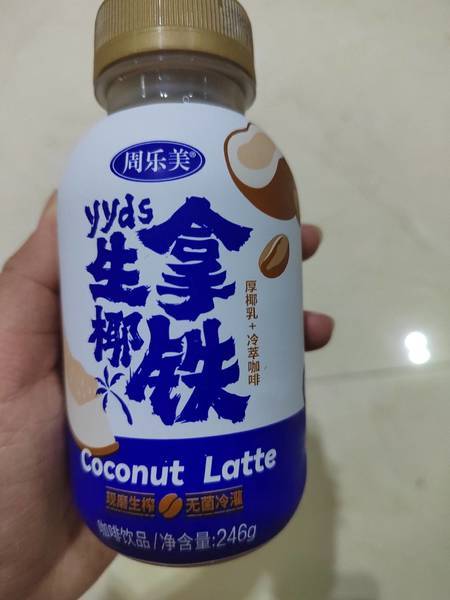 周乐美®
yyds
生椰
拿铁
厚椰乳+冷萃咖啡
Coconut Latte
现磨生榨 无菌冷灌
咖啡饮品/净含量:246g